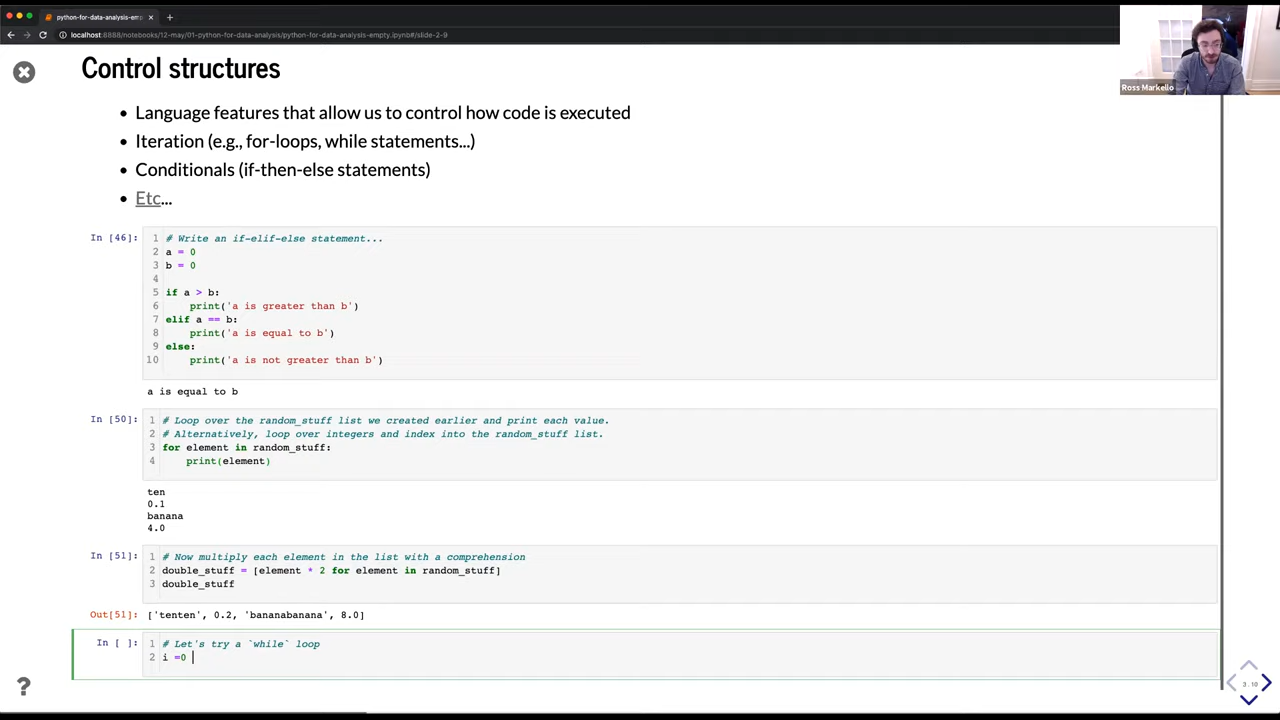 python-for-data-analysis-emp
localhost:8888/notebooks/12-may/01-python-for-data-analysis/python-for-data-analysis-empty.ipynb#/slide-2-9
Ross Markello
Control structures
• Language features that allow us to control how code is executed
• Iteration (e.g., for-loops, while statements...)
• Conditionals (if-then-else statements)
• Etc...
In [46]:
1 # Write an if-elif-else statement...
2 a = 0
3 b = 0
4
5 if a > b:
6     print('a is greater than b')
7 elif a == b:
8     print('a is equal to b')
9 else:
10     print('a is not greater than b')
a is equal to b
In [50]:
1 # Loop over the random_stuff list we created earlier and print each value.
2 # Alternatively, loop over integers and index into the random_stuff list.
3 for element in random_stuff:
4     print(element)
ten
0.1
banana
4.0
In [51]:
1 # Now multiply each element in the list with a comprehension
2 double_stuff = [element * 2 for element in random_stuff]
3 double_stuff
Out[51]: ['tenten', 0.2, 'bananabanana', 8.0]
In [ ]:
1 # Let's try a `while` loop
2 i =0
?
3.10